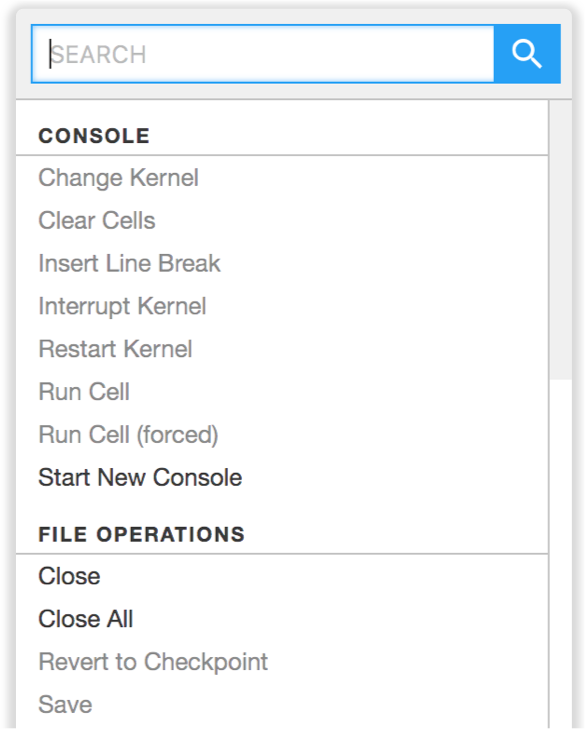 SEARCH
CONSOLE
Change Kernel
Clear Cells
Insert Line Break
Interrupt Kernel
Restart Kernel
Run Cell
Run Cell (forced)
Start New Console
FILE OPERATIONS
Close
Close All
Revert to Checkpoint
Save